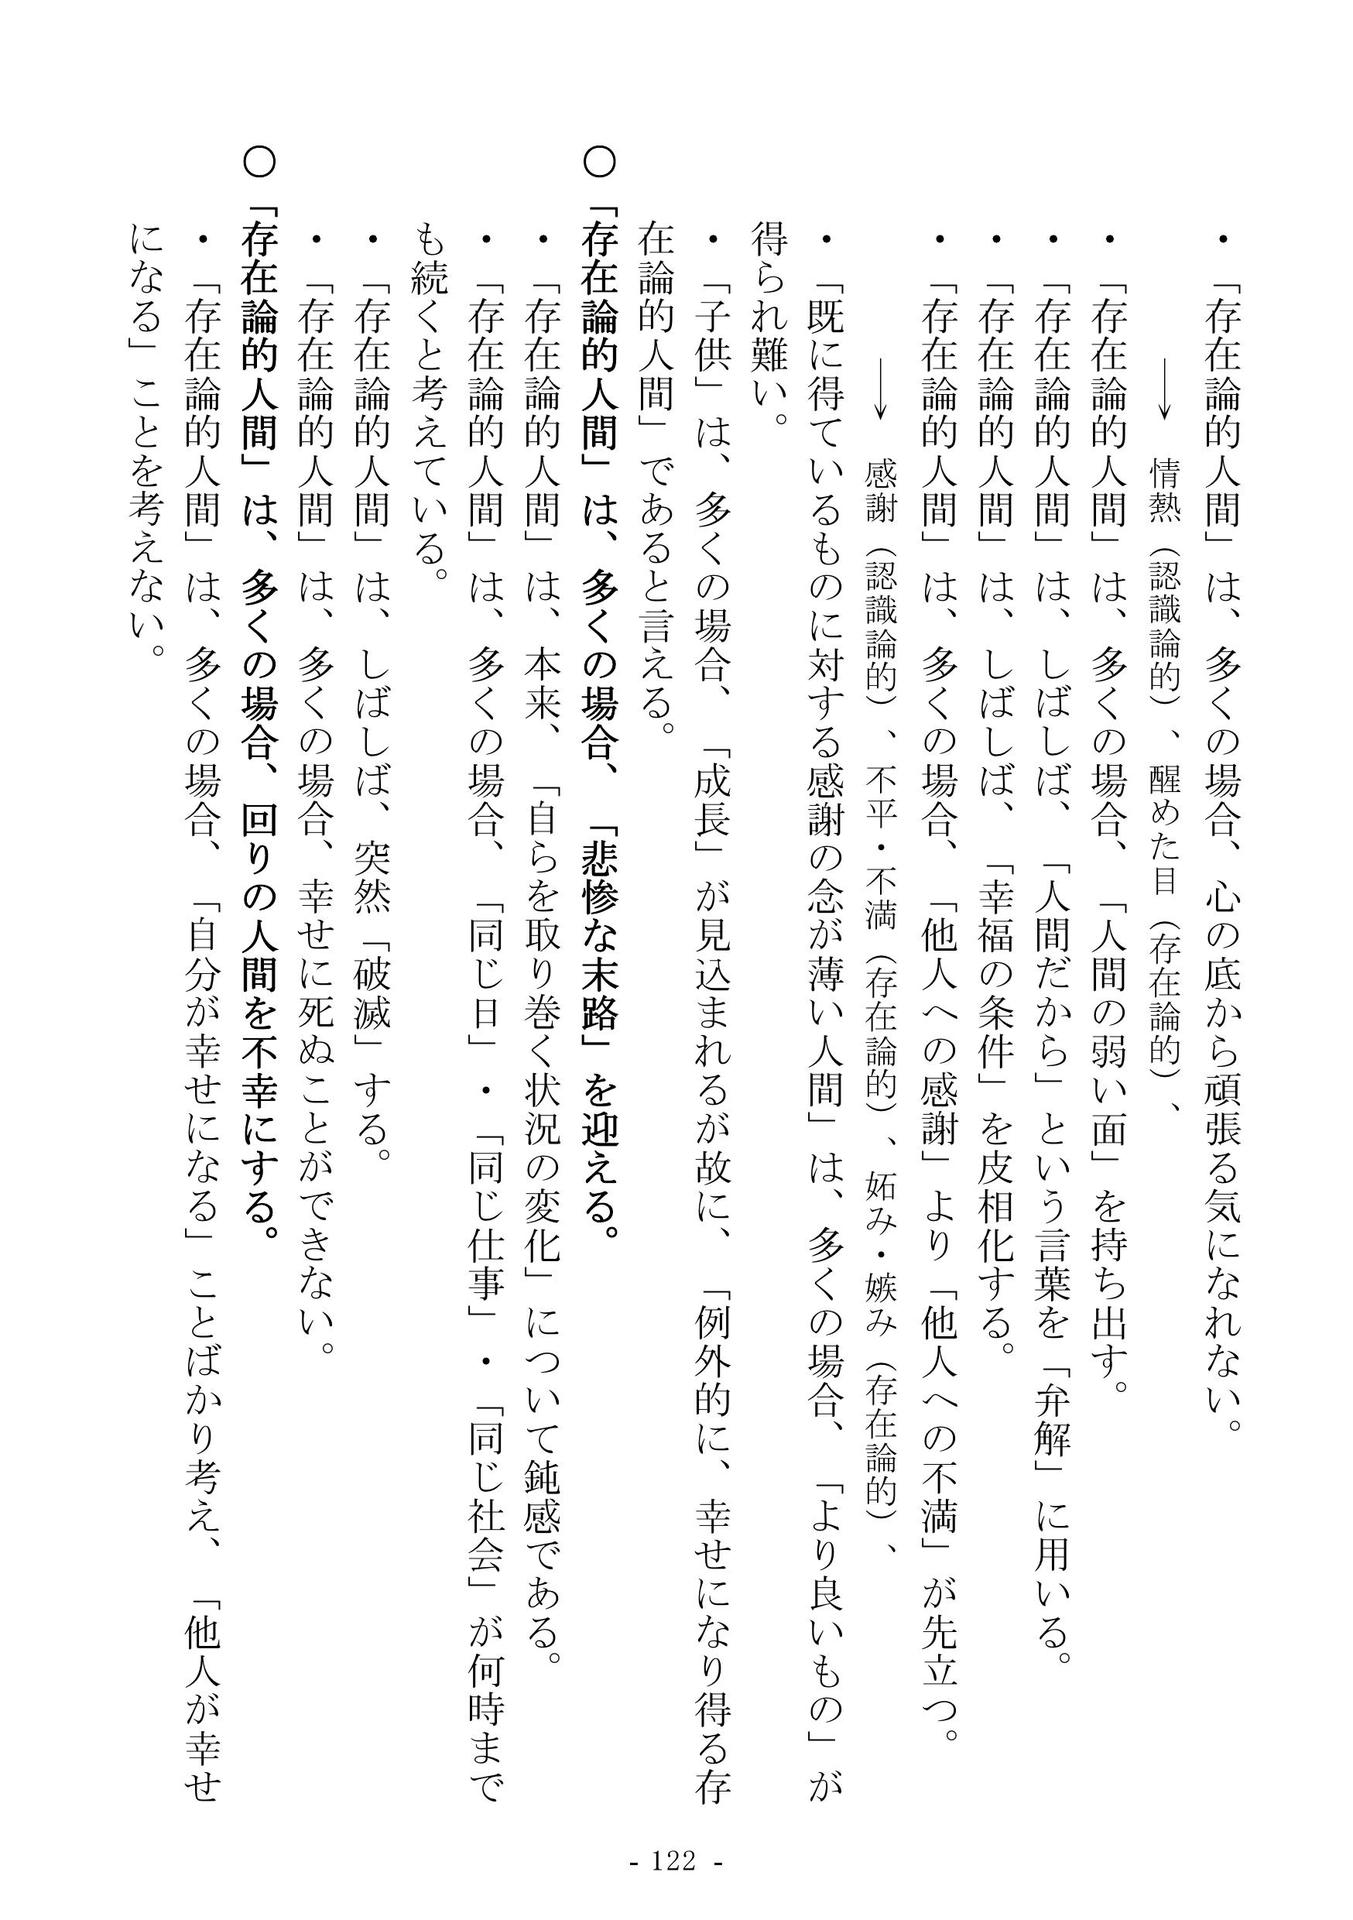 ・「存在論的人間」は、多くの場合、心の底から頑張る気になれない。
→ 情熱（認識論的）、醒めた目（存在論的）、
・「存在論的人間」は、多くの場合、「人間の弱い面」を持ち出す。
・「存在論的人間」は、しばしば、「人間だから」という言葉を「弁解」に用いる。
・「存在論的人間」は、しばしば、「幸福の条件」を皮相化する。
・「存在論的人間」は、多くの場合、「他人への感謝」より「他人への不満」が先立つ。
→ 感謝（認識論的）、不平・不満（存在論的）、妬み・嫉み（存在論的）、
・「既に得ているものに対する感謝の念が薄い人間」は、多くの場合、「より良いもの」が
得られ難い。
・「子供」は、多くの場合、「成長」が見込まれるが故に、「例外的に、幸せになり得る存
在論的人間」であると言える。
○「存在論的人間」は、多くの場合、「悲惨な末路」を迎える。
・「存在論的人間」は、本来、「自らを取り巻く状況の変化」について鈍感である。
・「存在論的人間」は、多くの場合、「同じ日」・「同じ仕事」・「同じ社会」が何時まで
も続くと考えている。
・「存在論的人間」は、しばしば、突然「破滅」する。
・「存在論的人間」は、多くの場合、幸せに死ぬことができない。
○「存在論的人間」は、多くの場合、回りの人間を不幸にする。
・「存在論的人間」は、多くの場合、「自分が幸せになる」ことばかり考え、「他人が幸せ
になる」ことを考えない。
- 122 -